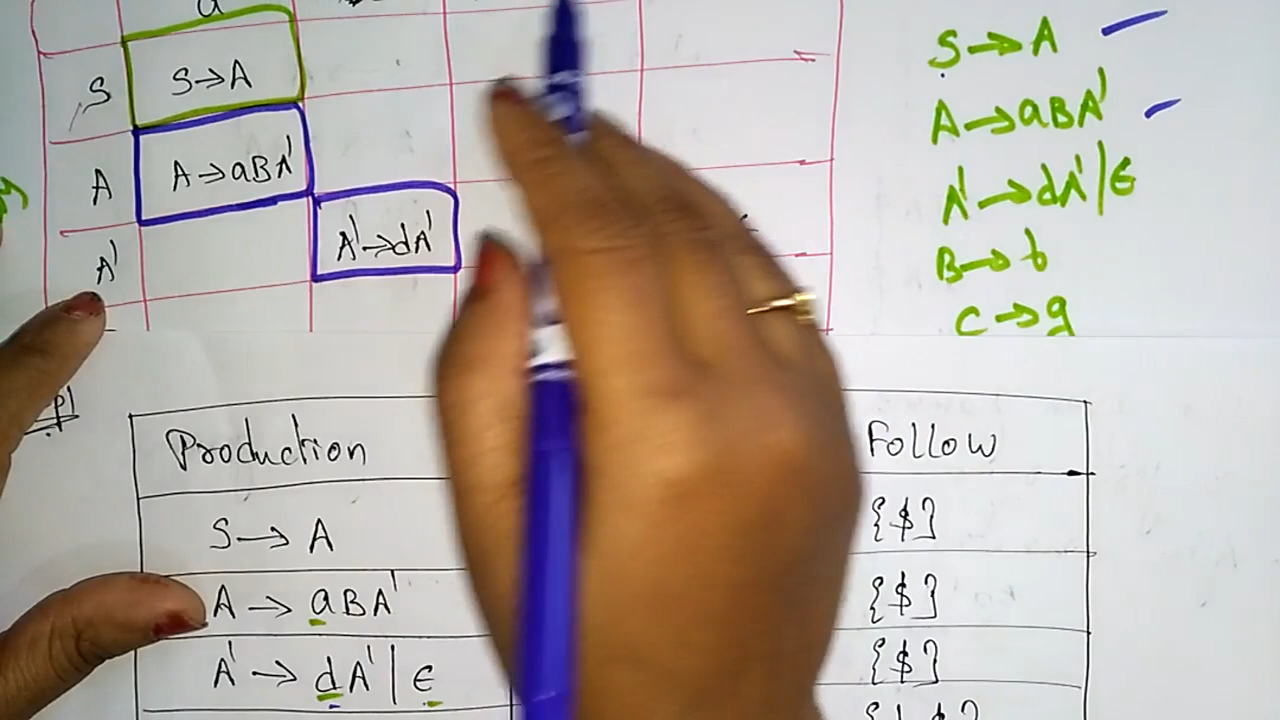 a
S S→A
A A→aBA'
A' A'→dA'
S→A
A→aBA'
A'→dA'|ϵ
B→b
C→g
Production Follow
S→A {$}
A→aBA' {$}
A'→dA'|ϵ {$}